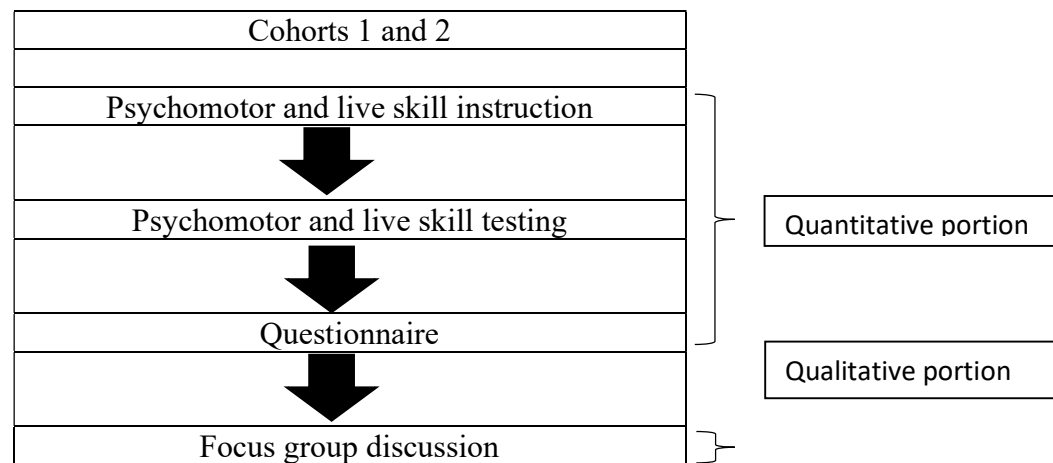 Cohorts 1 and 2
Psychomotor and live skill instruction
Psychomotor and live skill testing
Quantitative portion
Questionnaire
Qualitative portion
Focus group discussion